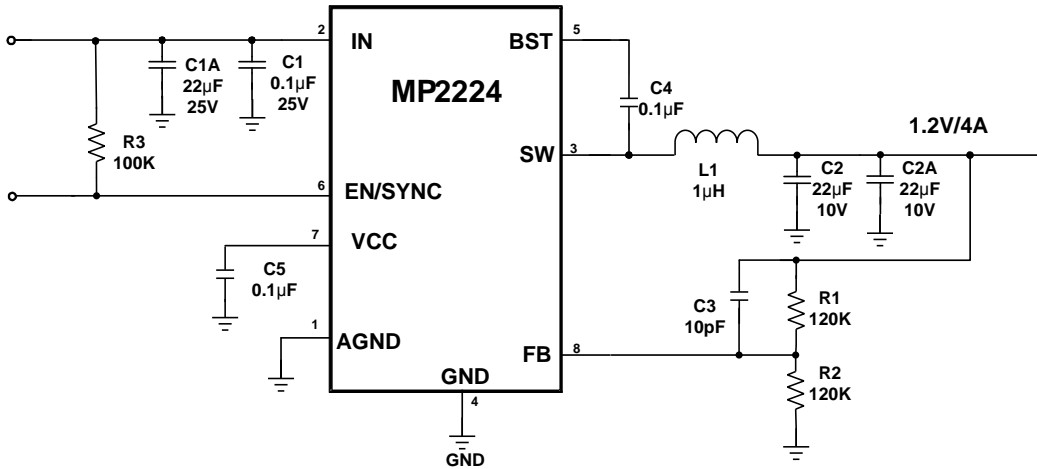 2
IN
C1A
22µF
25V
C1
0.1µF
25V
MP2224
BST
5
C4
0.1µF
R3
100K
SW
3
L1
1µH
1.2V/4A
C2
22µF
10V
C2A
22µF
10V
6
EN/SYNC
7
VCC
C5
0.1µF
1
AGND
C3
10pF
R1
120K
FB
8
R2
120K
GND
4
GND